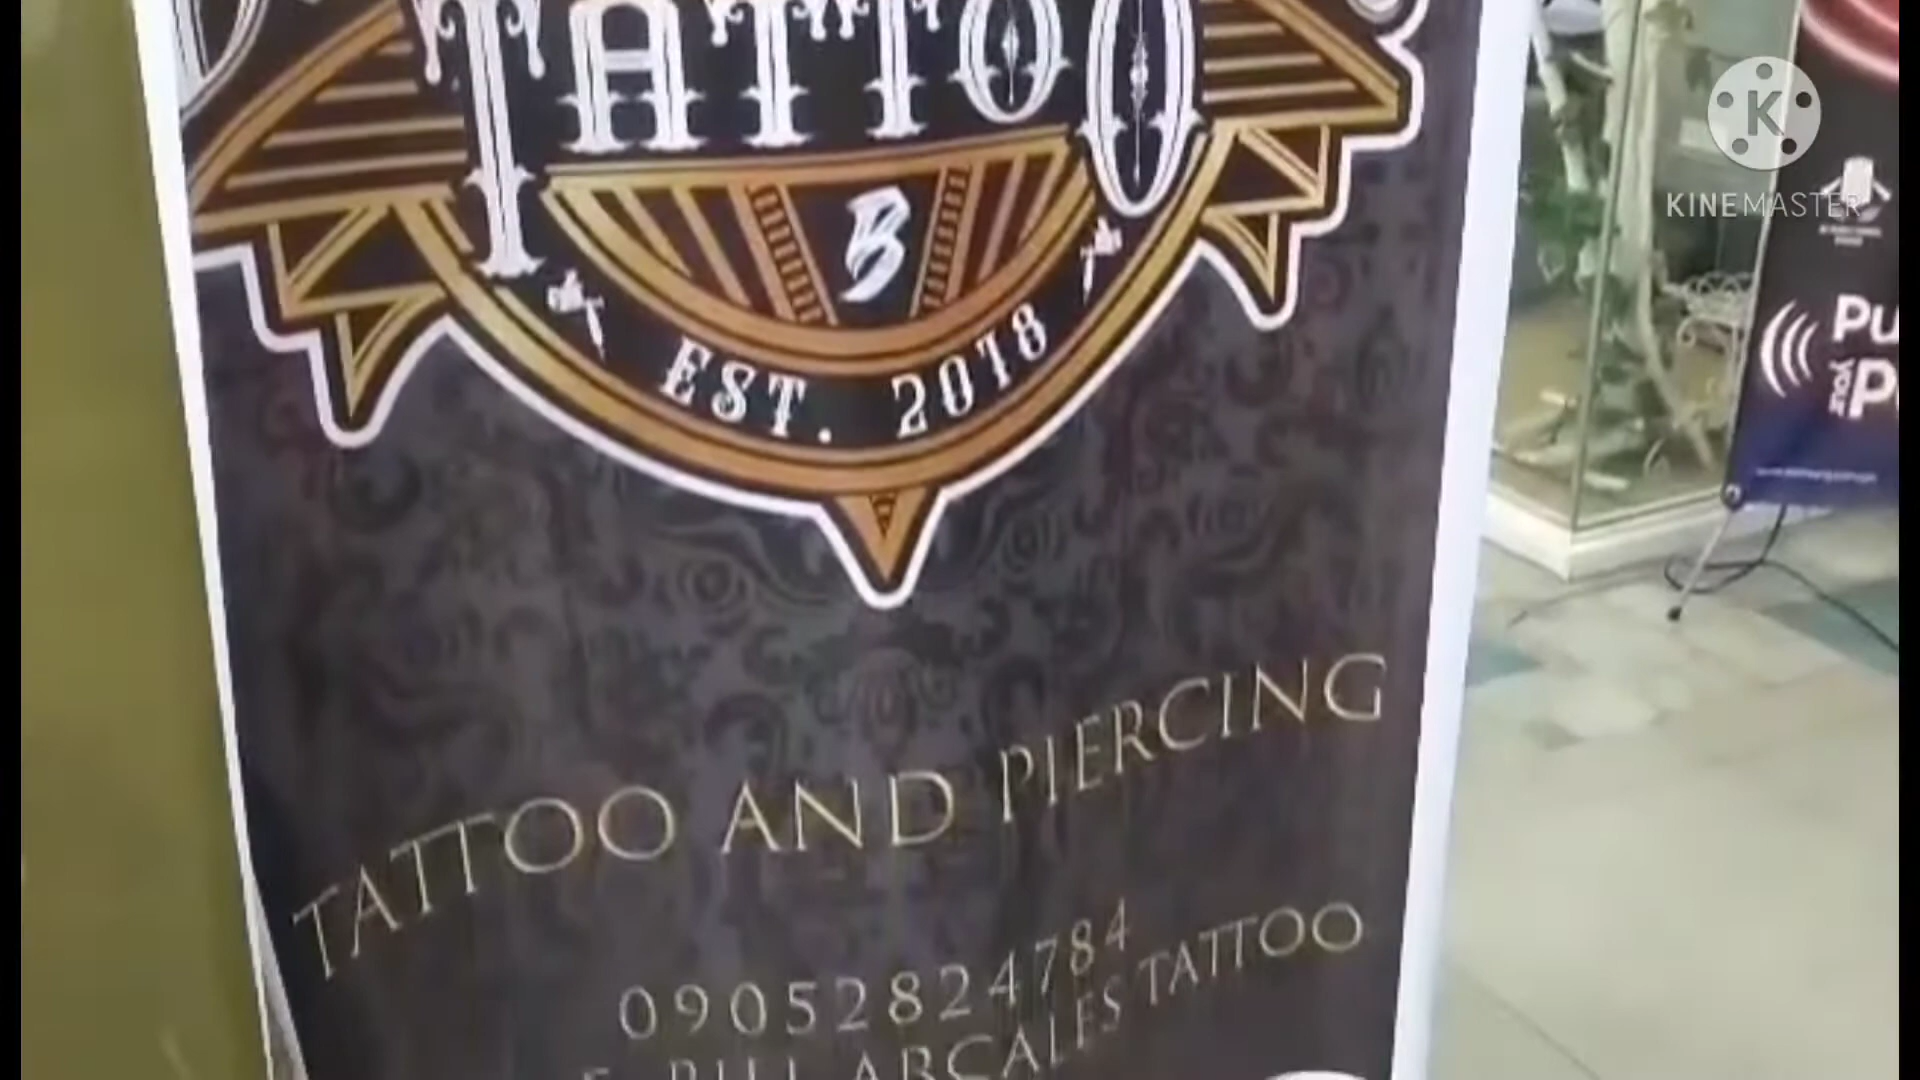 TATTOO
B
EST. 2018
TATTOO AND PIERCING
09052824784
ARCALES TATTOO
KINEMASTER